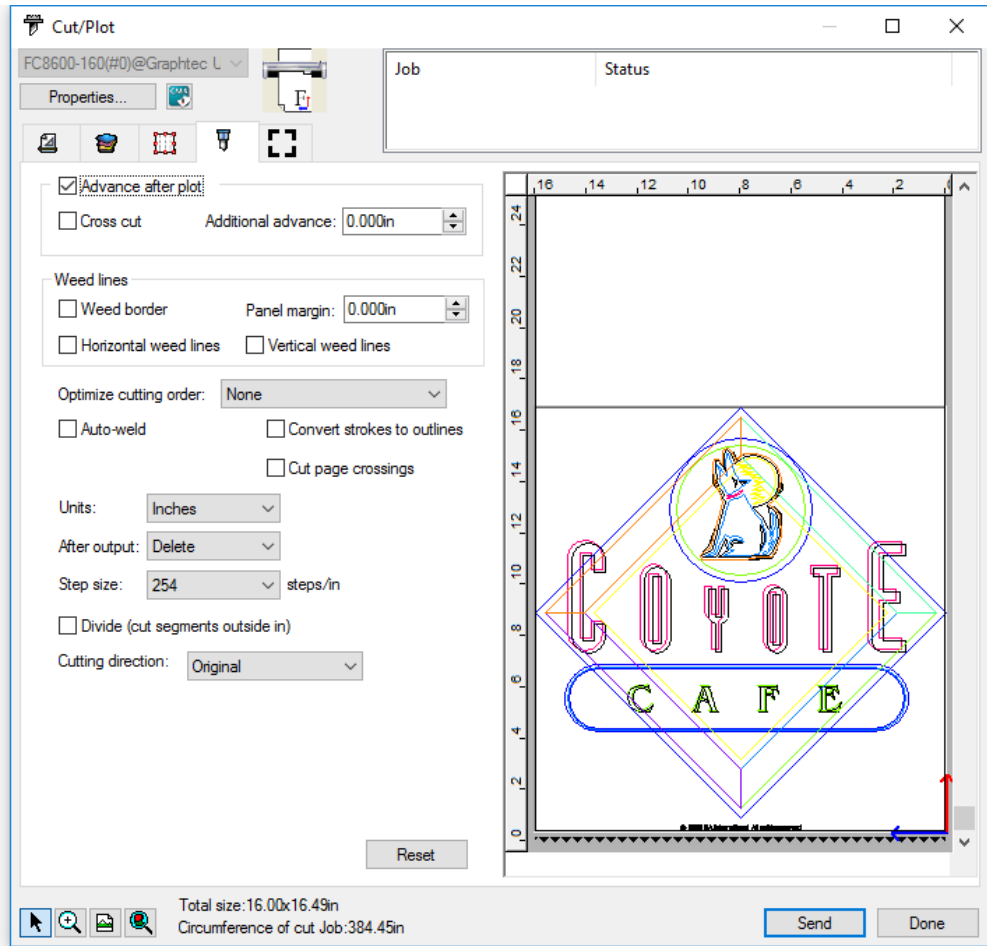 Cut/Plot
FC8600-160(#0)@Graphtec U
Job Status
Properties...
Advance after plot
Cross cut Additional advance: 0.000in
Weed lines
Weed border Panel margin: 0.000in
Horizontal weed lines Vertical weed lines
Optimize cutting order: None
Auto-weld Convert strokes to outlines
Cut page crossings
Units: Inches
After output: Delete
Step size: 254 steps/in
Divide (cut segments outside in)
Cutting direction: Original
Reset
16 14 12 10 8 6 4 2
24
22
20
18
16
14
12
10
8
6
4
2
0
COYOTE
CAFE
Total size:16.00x16.49in
Circumference of cut Job:384.45in
Send Done